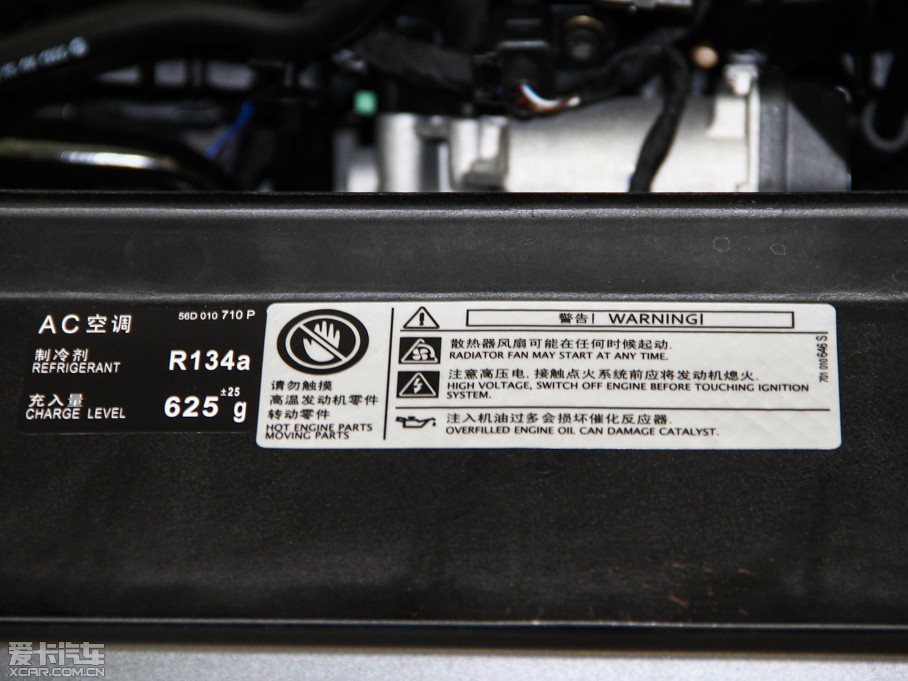 AC空调
56D 010 710 P
制冷剂
REFRIGERANT
R134a
充入量
CHARGE LEVEL
625 ±25 g
请勿触摸
高温发动机零件
转动零件
HOT ENGINE PARTS
MOVING PARTS
警告! WARNING!
散热器风扇可能在任何时候起动.
RADIATOR FAN MAY START AT ANY TIME.
注意高压电, 接触点火系统前应将发动机熄火.
HIGH VOLTAGE, SWITCH OFF ENGINE BEFORE TOUCHING IGNITION
SYSTEM.
注入机油过多会损坏催化反应器.
OVERFILLED ENGINE OIL CAN DAMAGE CATALYST.
701 010 646 S
爱卡汽车
XCAR.COM.CN